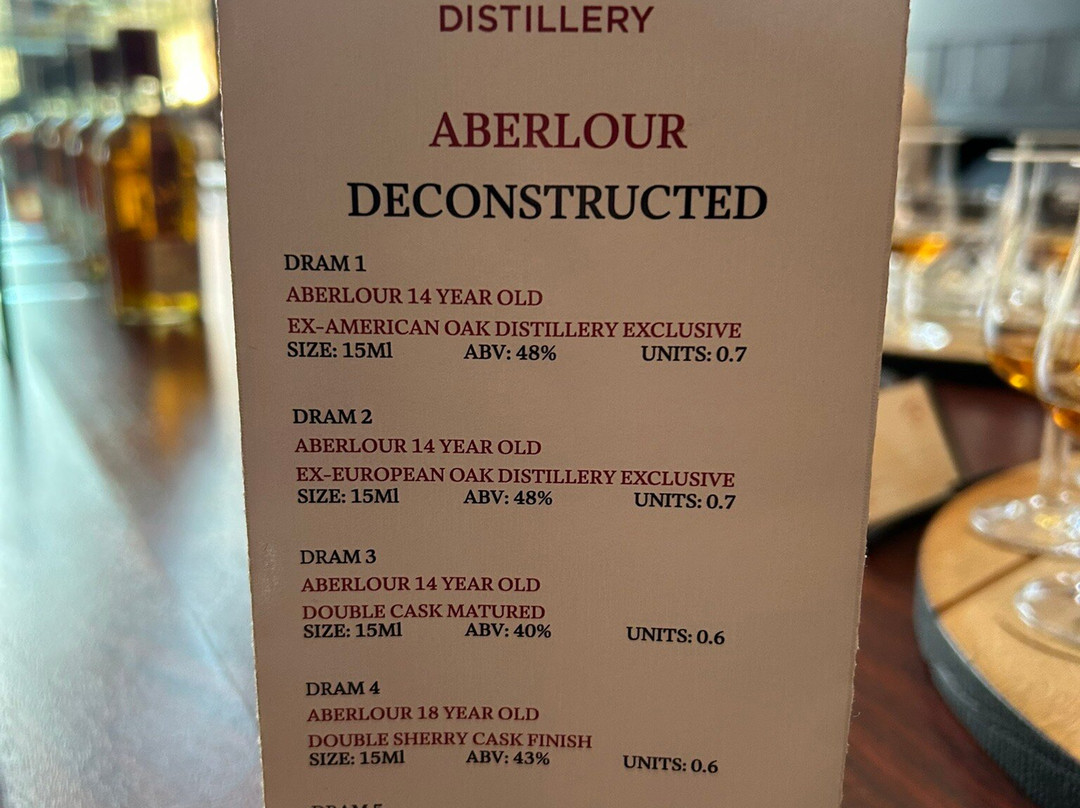 DISTILLERY
ABERLOUR
DECONSTRUCTED
DRAM 1
ABERLOUR 14 YEAR OLD
EX-AMERICAN OAK DISTILLERY EXCLUSIVE
SIZE: 15Ml ABV: 48% UNITS: 0.7
DRAM 2
ABERLOUR 14 YEAR OLD
EX-EUROPEAN OAK DISTILLERY EXCLUSIVE
SIZE: 15Ml ABV: 48% UNITS: 0.7
DRAM 3
ABERLOUR 14 YEAR OLD
DOUBLE CASK MATURED
SIZE: 15Ml ABV: 40% UNITS: 0.6
DRAM 4
ABERLOUR 18 YEAR OLD
DOUBLE SHERRY CASK FINISH
SIZE: 15Ml ABV: 43% UNITS: 0.6
DRAM 5